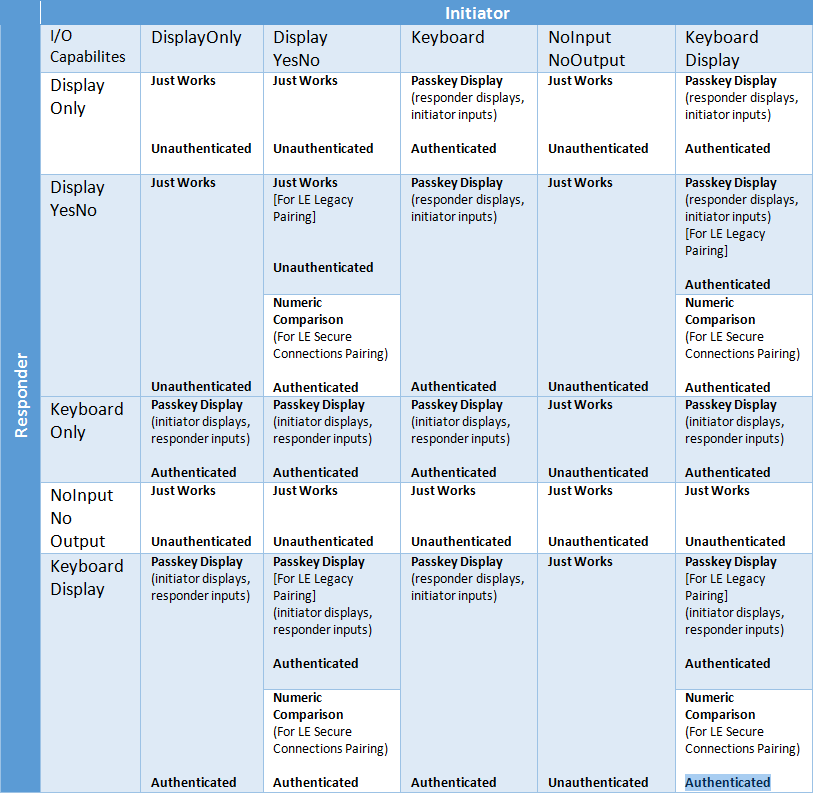 Initiator
Responder
I/O
Capabilites
DisplayOnly
Display
YesNo
Keyboard
NoInput
NoOutput
Keyboard
Display
Display
Only
Just Works
Unauthenticated
Just Works
Unauthenticated
Passkey Display
(responder displays,
initiator inputs)
Authenticated
Just Works
Unauthenticated
Passkey Display
(responder displays,
initiator inputs)
Authenticated
Display
YesNo
Just Works
Unauthenticated
Just Works
[For LE Legacy
Pairing]
Unauthenticated
Numeric
Comparison
(For LE Secure
Connections Pairing)
Authenticated
Passkey Display
(responder displays,
initiator inputs)
Authenticated
Just Works
Unauthenticated
Passkey Display
(responder displays,
initiator inputs)
[For LE Legacy
Pairing]
Authenticated
Numeric
Comparison
(For LE Secure
Connections Pairing)
Authenticated
Keyboard
Only
Passkey Display
(initiator displays,
responder inputs)
Authenticated
Passkey Display
(initiator displays,
responder inputs)
Authenticated
Passkey Display
(initiator displays,
responder inputs)
Authenticated
Just Works
Unauthenticated
Passkey Display
(initiator displays,
responder inputs)
Authenticated
NoInput
No
Output
Just Works
Unauthenticated
Just Works
Unauthenticated
Just Works
Unauthenticated
Just Works
Unauthenticated
Just Works
Unauthenticated
Keyboard
Display
Passkey Display
(initiator displays,
responder inputs)
Authenticated
Passkey Display
[For LE Legacy
Pairing]
(initiator displays,
responder inputs)
Authenticated
Numeric
Comparison
(For LE Secure
Connections Pairing)
Authenticated
Passkey Display
(responder displays,
initiator inputs)
Authenticated
Just Works
Unauthenticated
Passkey Display
[For LE Legacy
Pairing]
(initiator displays,
responder inputs)
Authenticated
Numeric
Comparison
(For LE Secure
Connections Pairing)
Authenticated